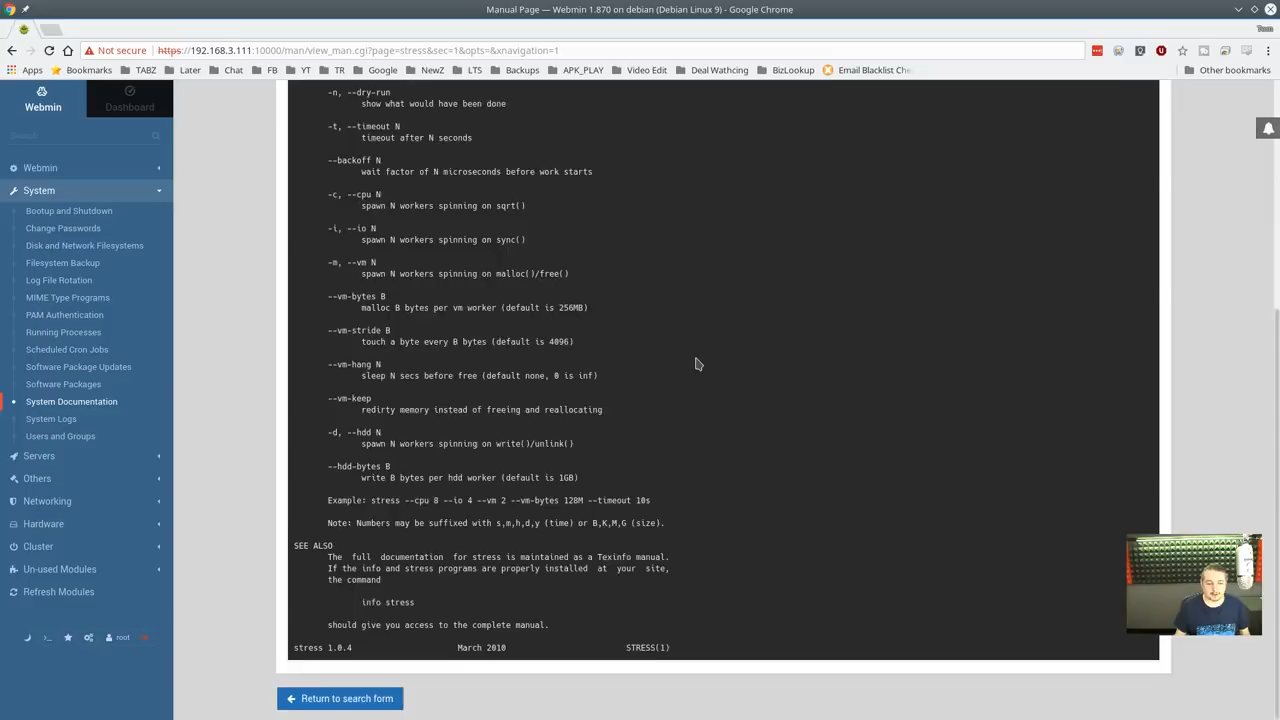 Manual Page — Webmin 1.870 on debian (Debian Linux 9) - Google Chrome
Tom
Not secure https://192.168.3.111:10000/man/view_man.cgi?page=stress&sec=1&opts=&xnavigation=1
Apps Bookmarks TABZ Later Chat FB YT TR Google NewZ LTS Backups APK_PLAY Video Edit Deal Wathcing BizLookup Email Blacklist Che Other bookmarks
Webmin
Dashboard
Search
Webmin
System
Bootup and Shutdown
Change Passwords
Disk and Network Filesystems
Filesystem Backup
Log File Rotation
MIME Type Programs
PAM Authentication
Running Processes
Scheduled Cron Jobs
Software Package Updates
Software Packages
System Documentation
System Logs
Users and Groups
Servers
Others
Networking
Hardware
Cluster
Un-used Modules
Refresh Modules
root
-n, --dry-run
show what would have been done
-t, --timeout N
timeout after N seconds
--backoff N
wait factor of N microseconds before work starts
-c, --cpu N
spawn N workers spinning on sqrt()
-i, --io N
spawn N workers spinning on sync()
-m, --vm N
spawn N workers spinning on malloc()/free()
--vm-bytes B
malloc B bytes per vm worker (default is 256MB)
--vm-stride B
touch a byte every B bytes (default is 4096)
--vm-hang N
sleep N secs before free (default none, 0 is inf)
--vm-keep
redirty memory instead of freeing and reallocating
-d, --hdd N
spawn N workers spinning on write()/unlink()
--hdd-bytes B
write B bytes per hdd worker (default is 1GB)
Example: stress --cpu 8 --io 4 --vm 2 --vm-bytes 128M --timeout 10s
Note: Numbers may be suffixed with s,m,h,d,y (time) or B,K,M,G (size).
SEE ALSO
The full documentation for stress is maintained as a Texinfo manual.
If the info and stress programs are properly installed at your site,
the command
info stress
should give you access to the complete manual.
stress 1.0.4 March 2010 STRESS(1)
Return to search form